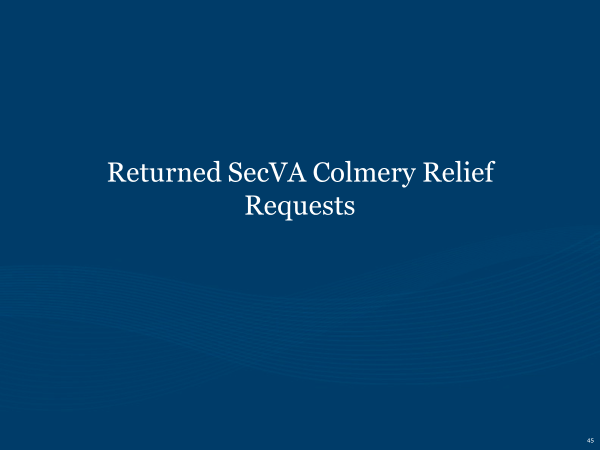 Returned SecVA Colmery Relief
Requests
45